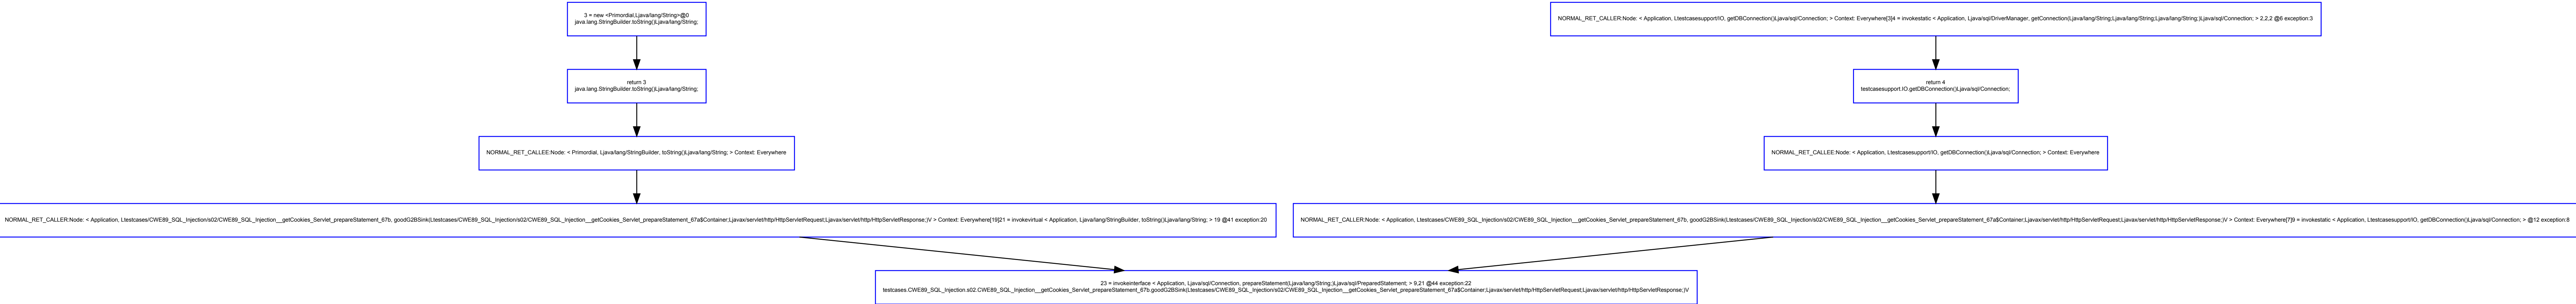 3 = new <Primordial,Ljava/lang/String>@0
java.lang.StringBuilder.toString()Ljava/lang/String;
NORMAL_RET_CALLER:Node: < Application, Ltestcasesupport/IO, getDBConnection()Ljava/sql/Connection; > Context: Everywhere[3]4 = invokestatic < Application, Ljava/sql/DriverManager, getConnection(Ljava/lang/String;Ljava/lang/String;Ljava/lang/String;)Ljava/sql/Connection; > 2,2,2 @6 exception:3
return 3
java.lang.StringBuilder.toString()Ljava/lang/String;
return 4
testcasesupport.IO.getDBConnection()Ljava/sql/Connection;
NORMAL_RET_CALLEE:Node: < Primordial, Ljava/lang/StringBuilder, toString()Ljava/lang/String; > Context: Everywhere
NORMAL_RET_CALLEE:Node: < Application, Ltestcasesupport/IO, getDBConnection()Ljava/sql/Connection; > Context: Everywhere
NORMAL_RET_CALLER:Node: < Application, Ltestcases/CWE89_SQL_Injection/s02/CWE89_SQL_Injection__getCookies_Servlet_prepareStatement_67b, goodG2BSink(Ltestcases/CWE89_SQL_Injection/s02/CWE89_SQL_Injection__getCookies_Servlet_prepareStatement_67a$Container;Ljavax/servlet/http/HttpServletRequest;Ljavax/servlet/http/HttpServletResponse;)V > Context: Everywhere[19]21 = invokevirtual < Application, Ljava/lang/StringBuilder, toString()Ljava/lang/String; > 19 @41 exception:20
NORMAL_RET_CALLER:Node: < Application, Ltestcases/CWE89_SQL_Injection/s02/CWE89_SQL_Injection__getCookies_Servlet_prepareStatement_67b, goodG2BSink(Ltestcases/CWE89_SQL_Injection/s02/CWE89_SQL_Injection__getCookies_Servlet_prepareStatement_67a$Container;Ljavax/servlet/http/HttpServletRequest;Ljavax/servlet/http/HttpServletResponse;)V > Context: Everywhere[7]9 = invokestatic < Application, Ltestcasesupport/IO, getDBConnection()Ljava/sql/Connection; > @12 exception:8
23 = invokeinterface < Application, Ljava/sql/Connection, prepareStatement(Ljava/lang/String;)Ljava/sql/PreparedStatement; > 9,21 @44 exception:22
testcases.CWE89_SQL_Injection.s02.CWE89_SQL_Injection__getCookies_Servlet_prepareStatement_67b.goodG2BSink(Ltestcases/CWE89_SQL_Injection/s02/CWE89_SQL_Injection__getCookies_Servlet_prepareStatement_67a$Container;Ljavax/servlet/http/HttpServletRequest;Ljavax/servlet/http/HttpServletResponse;)V